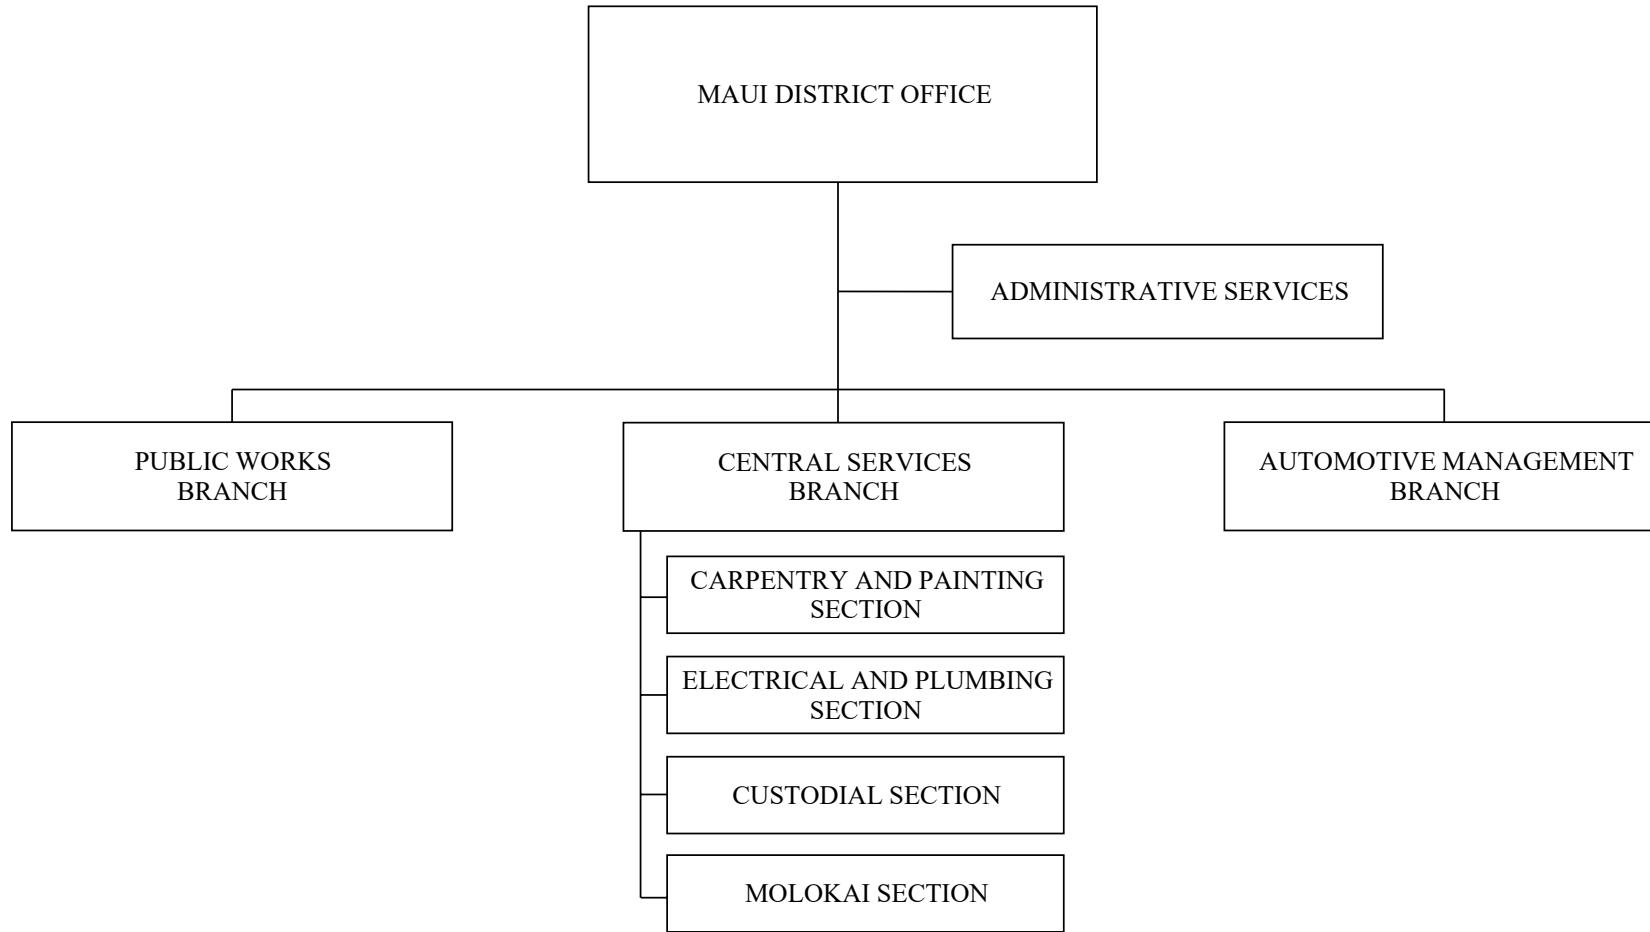 MAUI DISTRICT OFFICE
ADMINISTRATIVE SERVICES
PUBLIC WORKS
BRANCH
CENTRAL SERVICES
BRANCH
AUTOMOTIVE MANAGEMENT
BRANCH
CARPENTRY AND PAINTING
SECTION
ELECTRICAL AND PLUMBING
SECTION
CUSTODIAL SECTION
MOLOKAI SECTION